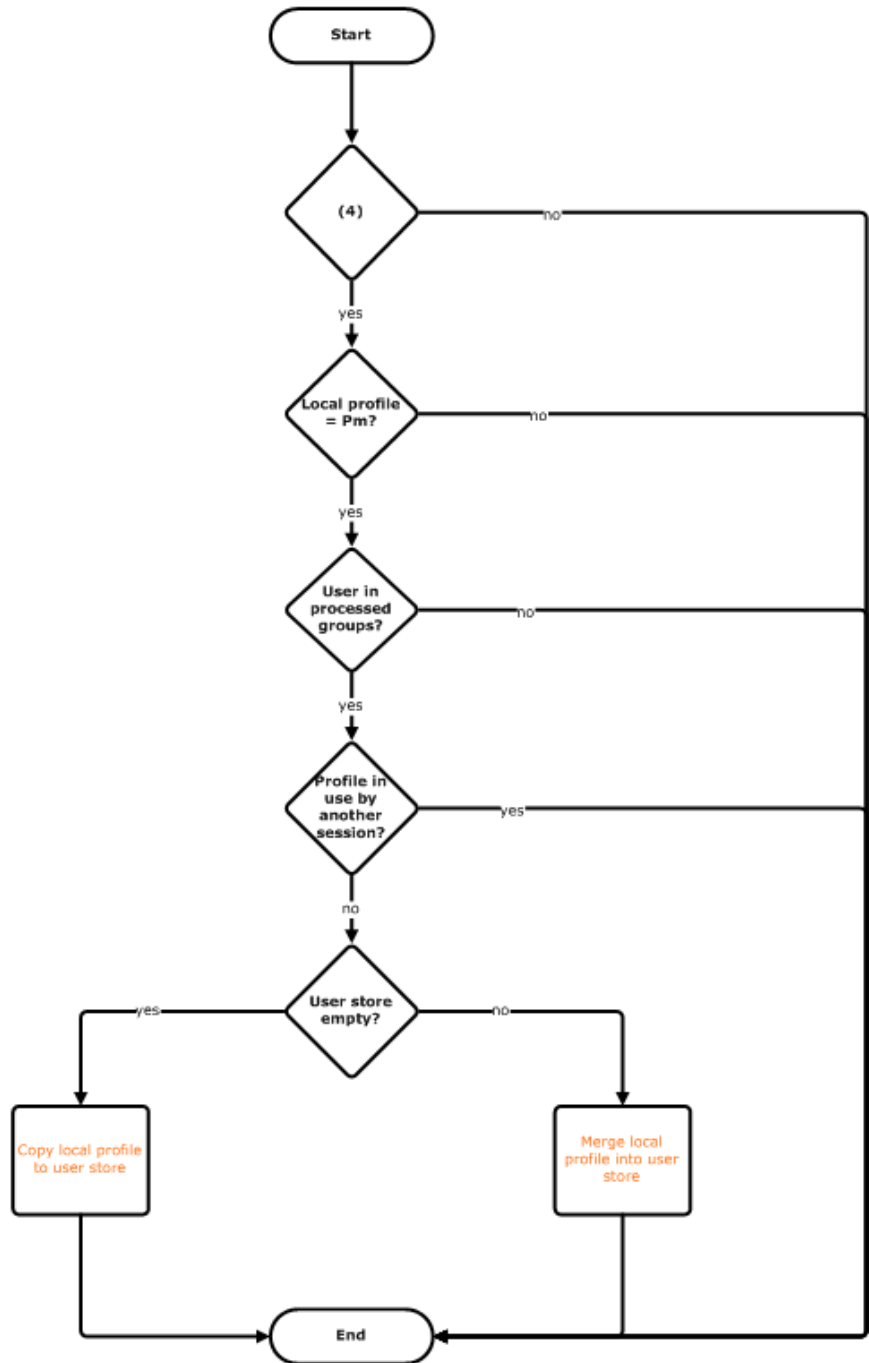 Start
(4)
no
yes
Local profile
= Pm?
no
yes
User in
processed
groups?
no
yes
Profile in
use by
another
session?
yes
no
User store
empty?
yes
no
Copy local profile
to user store
Merge local
profile into user
store
End